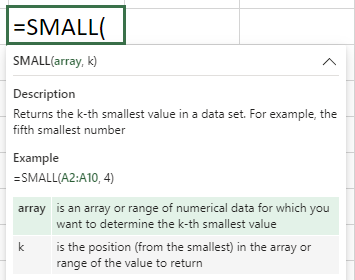 =SMALL(
SMALL(array, k)
Description
Returns the k-th smallest value in a data set. For example, the
fifth smallest number
Example
=SMALL(A2:A10, 4)
array is an array or range of numerical data for which you
want to determine the k-th smallest value
k is the position (from the smallest) in the array or
range of the value to return